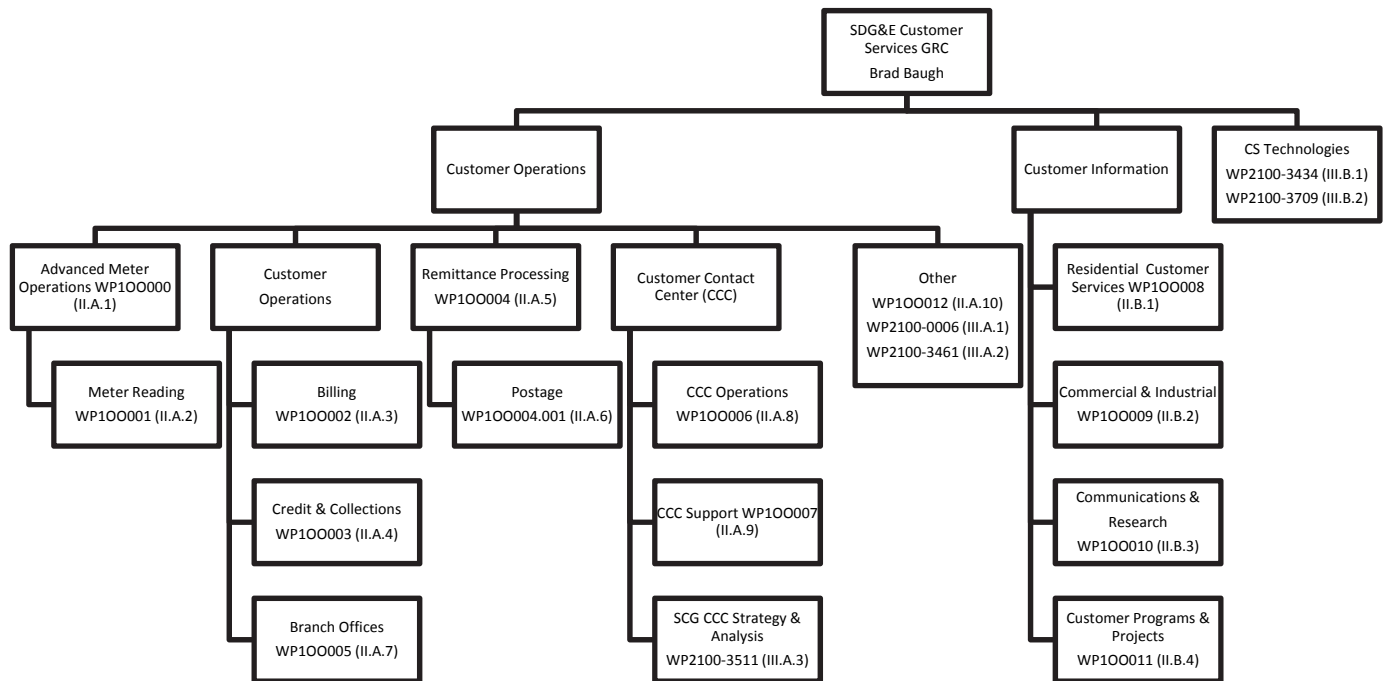 SDG&E Customer
Services GRC
Brad Baugh
Customer Operations
Customer Information
CS Technologies
WP2100-3434 (III.B.1)
WP2100-3709 (III.B.2)
Advanced Meter
Operations WP1OO000
(II.A.1)
Customer
Operations
Remittance Processing
WP1OO004 (II.A.5)
Customer Contact
Center (CCC)
Other
WP1OO012 (II.A.10)
WP2100-0006 (III.A.1)
WP2100-3461 (III.A.2)
Residential Customer
Services WP1OO008
(II.B.1)
Meter Reading
WP1OO001 (II.A.2)
Billing
WP1OO002 (II.A.3)
Postage
WP1OO004.001 (II.A.6)
CCC Operations
WP1OO006 (II.A.8)
Commercial & Industrial
WP1OO009 (II.B.2)
Credit & Collections
WP1OO003 (II.A.4)
CCC Support WP1OO007
(II.A.9)
Communications &
Research
WP1OO010 (II.B.3)
Branch Offices
WP1OO005 (II.A.7)
SCG CCC Strategy &
Analysis
WP2100-3511 (III.A.3)
Customer Programs &
Projects
WP1OO011 (II.B.4)